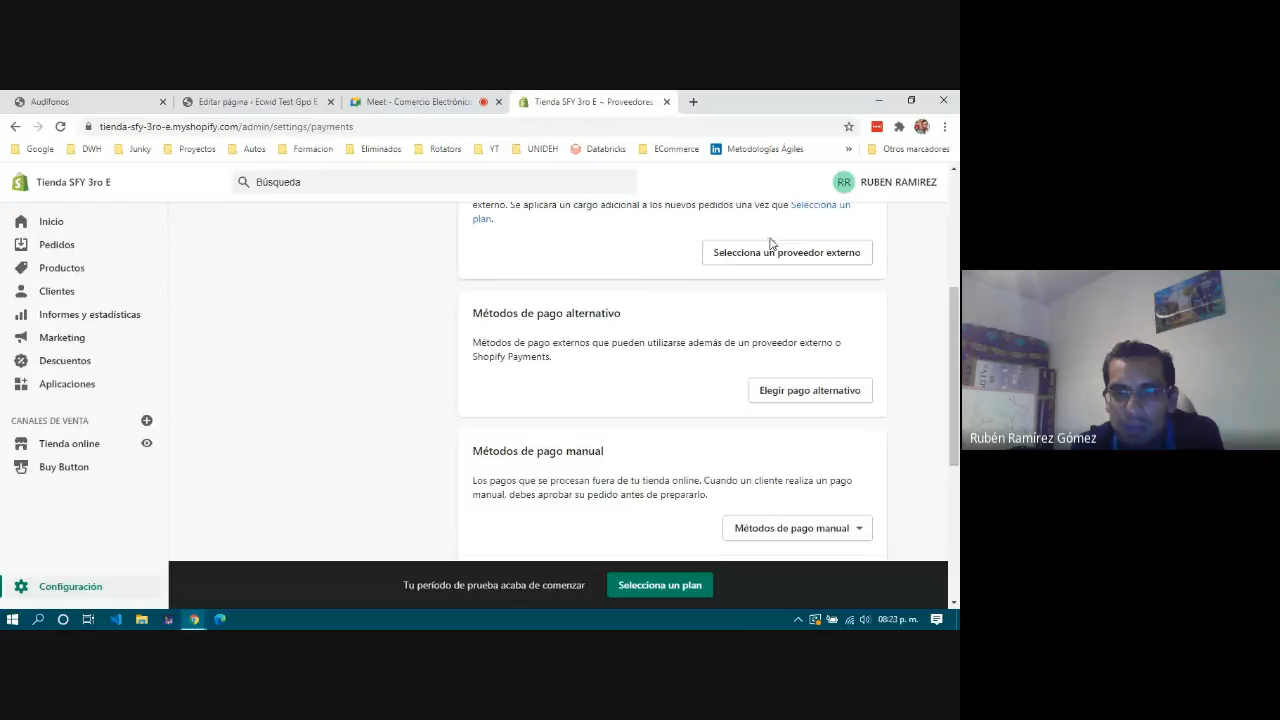 Audífonos
Editar página ‹ Ecwid Test Gpo E
Meet - Comercio Electrónico
Tienda SFY 3ro E ~ Proveedores
tienda-sfy-3ro-e.myshopify.com/admin/settings/payments
Google DWH Junky Proyectos Autos Formacion Eliminados Rotators YT UNIDEH Databricks ECommerce Metodologías Ágiles » Otros marcadores
Tienda SFY 3ro E
Búsqueda
RR RUBEN RAMIREZ
Inicio
Pedidos
Productos
Clientes
Informes y estadísticas
Marketing
Descuentos
Aplicaciones
CANALES DE VENTA
Tienda online
Buy Button
Configuración
externo. Se aplicará un cargo adicional a los nuevos pedidos una vez que Selecciona un
plan.
Selecciona un proveedor externo
Métodos de pago alternativo
Métodos de pago externos que pueden utilizarse además de un proveedor externo o
Shopify Payments.
Elegir pago alternativo
Métodos de pago manual
Los pagos que se procesan fuera de tu tienda online. Cuando un cliente realiza un pago
manual, debes aprobar su pedido antes de prepararlo.
Métodos de pago manual
Tu período de prueba acaba de comenzar
Selecciona un plan
08:23 p. m.
Rubén Ramírez Gómez